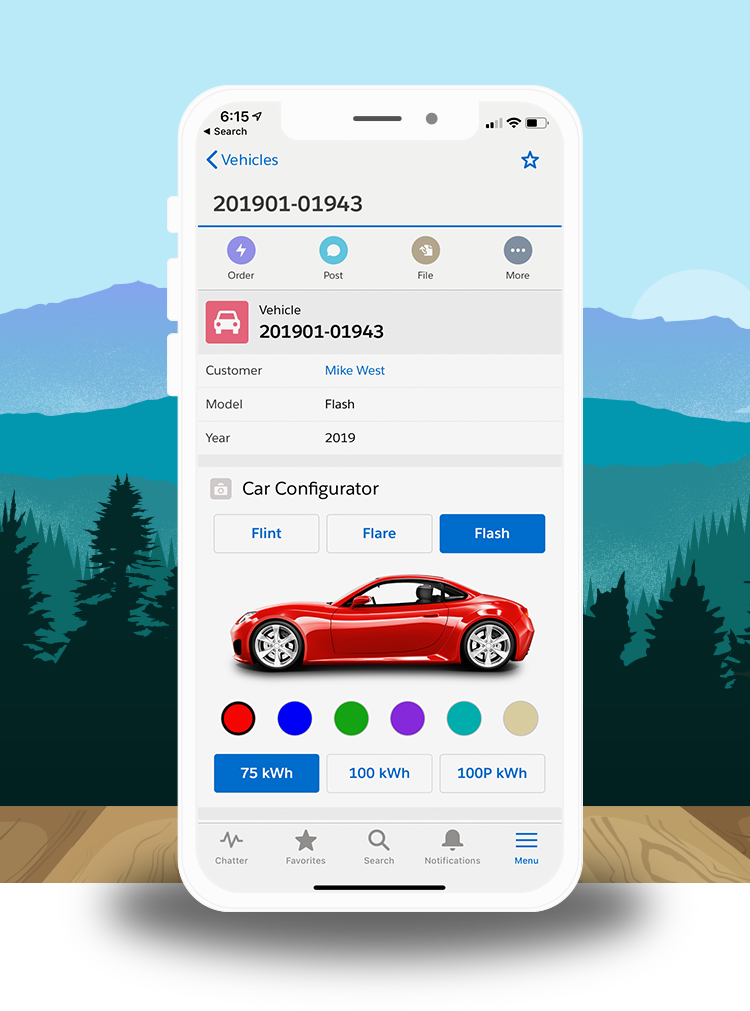 6:15
Search
Vehicles
201901-01943
Order Post File More
Vehicle
201901-01943
Customer Mike West
Model Flash
Year 2019
Car Configurator
Flint Flare Flash
75 kWh 100 kWh 100P kWh
Chatter Favorites Search Notifications Menu